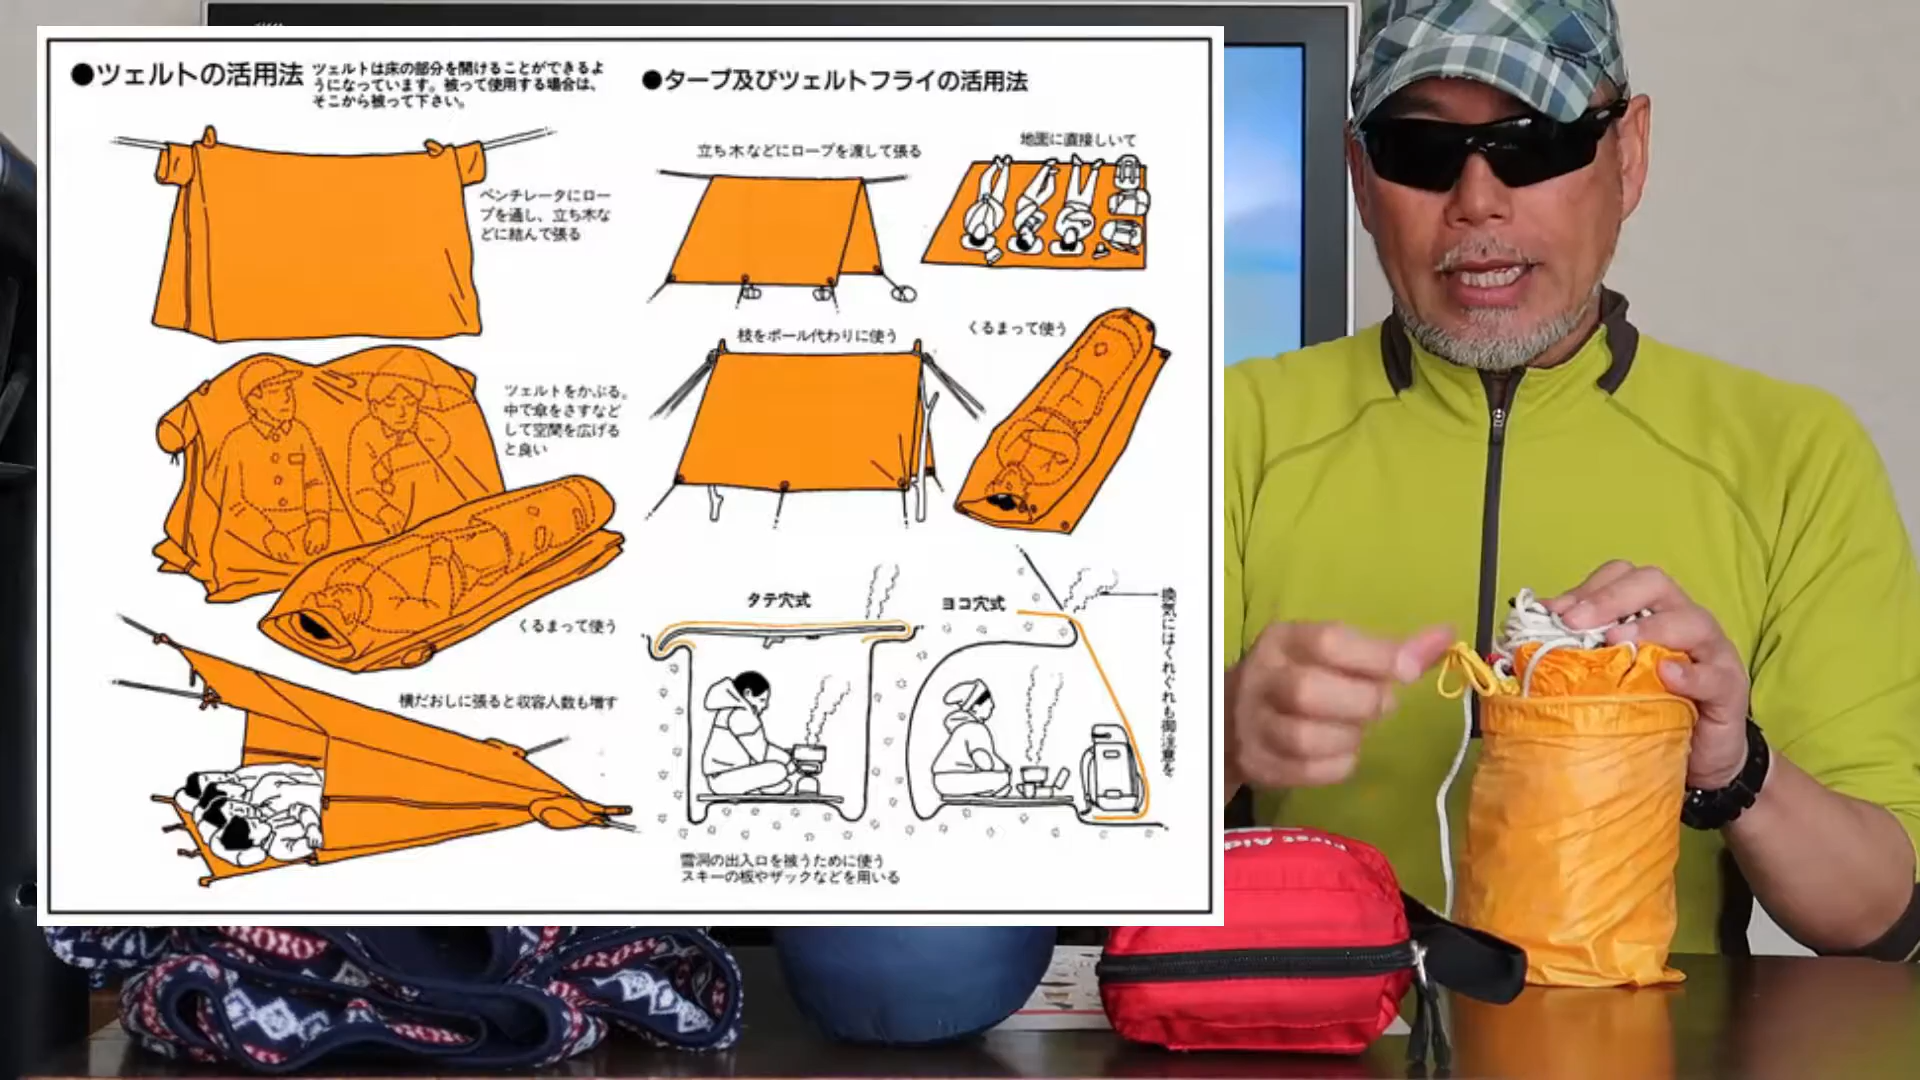 ●ツェルトの活用法
ツェルトは床の部分を開けることができるよ
うになっています。被って使用する場合は、
そこから被って下さい。
ベンチレータにロー
プを通し、立ち木な
どに結んで張る
ツェルトをかぶる。
中で傘をさすなど
して空間を広げる
と良い
くるまって使う
横だおしに張ると収容人数も増す
●タープ及びツェルトフライの活用法
立ち木などにロープを渡して張る
地面に直接しいて
枝をポール代わりに使う
くるまって使う
タテ穴式
ヨコ穴式
換気にはくれぐれも御注意を
雪洞の出入口を被うために使う
スキーの板やザックなどを用いる
First Aid